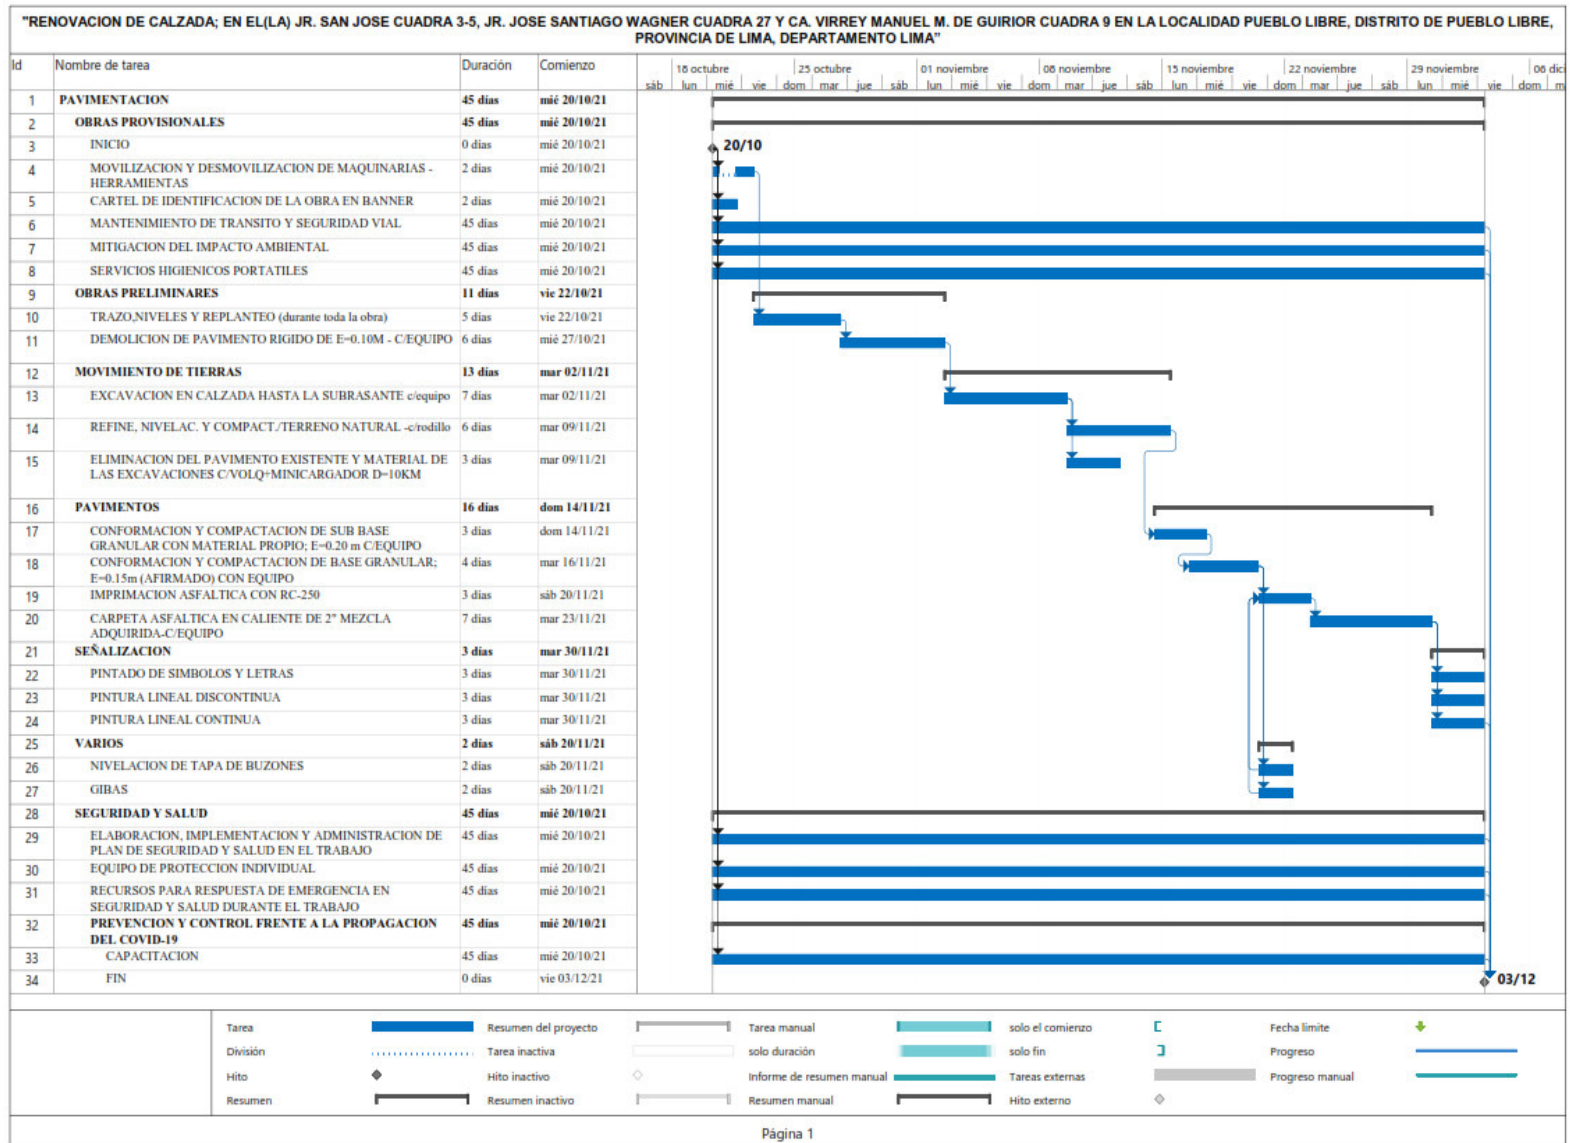 "RENOVACION DE CALZADA; EN EL(LA) JR. SAN JOSE CUADRA 3-5, JR. JOSE SANTIAGO WAGNER CUADRA 27 Y CA. VIRREY MANUEL M. DE GUIRIOR CUADRA 9 EN LA LOCALIDAD PUEBLO LIBRE, DISTRITO DE PUEBLO LIBRE,
PROVINCIA DE LIMA, DEPARTAMENTO LIMA"
Id Nombre de tarea Duración Comienzo 18 octubre 25 octubre 01 noviembre 08 noviembre 15 noviembre 22 noviembre 29 noviembre 06 dici
sáb lun mié vie dom mar jue sáb lun mié vie dom mar jue sáb lun mié vie dom mar jue sáb lun mié vie dom m
1 PAVIMENTACION 45 días mié 20/10/21
2 OBRAS PROVISIONALES 45 días mié 20/10/21
3 INICIO 0 días mié 20/10/21 20/10
4 MOVILIZACION Y DESMOVILIZACION DE MAQUINARIAS - 2 días mié 20/10/21
HERRAMIENTAS
5 CARTEL DE IDENTIFICACION DE LA OBRA EN BANNER 2 días mié 20/10/21
6 MANTENIMIENTO DE TRANSITO Y SEGURIDAD VIAL 45 días mié 20/10/21
7 MITIGACION DEL IMPACTO AMBIENTAL 45 días mié 20/10/21
8 SERVICIOS HIGIENICOS PORTATILES 45 días mié 20/10/21
9 OBRAS PRELIMINARES 11 días vie 22/10/21
10 TRAZO,NIVELES Y REPLANTEO (durante toda la obra) 5 días vie 22/10/21
11 DEMOLICION DE PAVIMENTO RIGIDO DE E=0.10M - C/EQUIPO 6 días mié 27/10/21
12 MOVIMIENTO DE TIERRAS 13 días mar 02/11/21
13 EXCAVACION EN CALZADA HASTA LA SUBRASANTE c/equipo 7 días mar 02/11/21
14 REFINE, NIVELAC. Y COMPACT./TERRENO NATURAL -c/rodillo 6 días mar 09/11/21
15 ELIMINACION DEL PAVIMENTO EXISTENTE Y MATERIAL DE 3 días mar 09/11/21
LAS EXCAVACIONES C/VOLQ+MINICARGADOR D=10KM
16 PAVIMENTOS 16 días dom 14/11/21
17 CONFORMACION Y COMPACTACION DE SUB BASE 3 días dom 14/11/21
GRANULAR CON MATERIAL PROPIO; E=0.20 m C/EQUIPO
18 CONFORMACION Y COMPACTACION DE BASE GRANULAR; 4 días mar 16/11/21
E=0.15m (AFIRMADO) CON EQUIPO
19 IMPRIMACION ASFALTICA CON RC-250 3 días sáb 20/11/21
20 CARPETA ASFALTICA EN CALIENTE DE 2" MEZCLA 7 días mar 23/11/21
ADQUIRIDA-C/EQUIPO
21 SEÑALIZACION 3 días mar 30/11/21
22 PINTADO DE SIMBOLOS Y LETRAS 3 días mar 30/11/21
23 PINTURA LINEAL DISCONTINUA 3 días mar 30/11/21
24 PINTURA LINEAL CONTINUA 3 días mar 30/11/21
25 VARIOS 2 días sáb 20/11/21
26 NIVELACION DE TAPA DE BUZONES 2 días sáb 20/11/21
27 GIBAS 2 días sáb 20/11/21
28 SEGURIDAD Y SALUD 45 días mié 20/10/21
29 ELABORACION, IMPLEMENTACION Y ADMINISTRACION DE 45 días mié 20/10/21
PLAN DE SEGURIDAD Y SALUD EN EL TRABAJO
30 EQUIPO DE PROTECCION INDIVIDUAL 45 días mié 20/10/21
31 RECURSOS PARA RESPUESTA DE EMERGENCIA EN 45 días mié 20/10/21
SEGURIDAD Y SALUD DURANTE EL TRABAJO
32 PREVENCION Y CONTROL FRENTE A LA PROPAGACION 45 días mié 20/10/21
DEL COVID-19
33 CAPACITACION 45 días mié 20/10/21
34 FIN 0 días vie 03/12/21 03/12
Tarea Resumen del proyecto Tarea manual solo el comienzo Fecha límite
División Tarea inactiva solo duración solo fin Progreso
Hito Hito inactivo Informe de resumen manual Tareas externas Progreso manual
Resumen Resumen inactivo Resumen manual Hito externo
Página 1